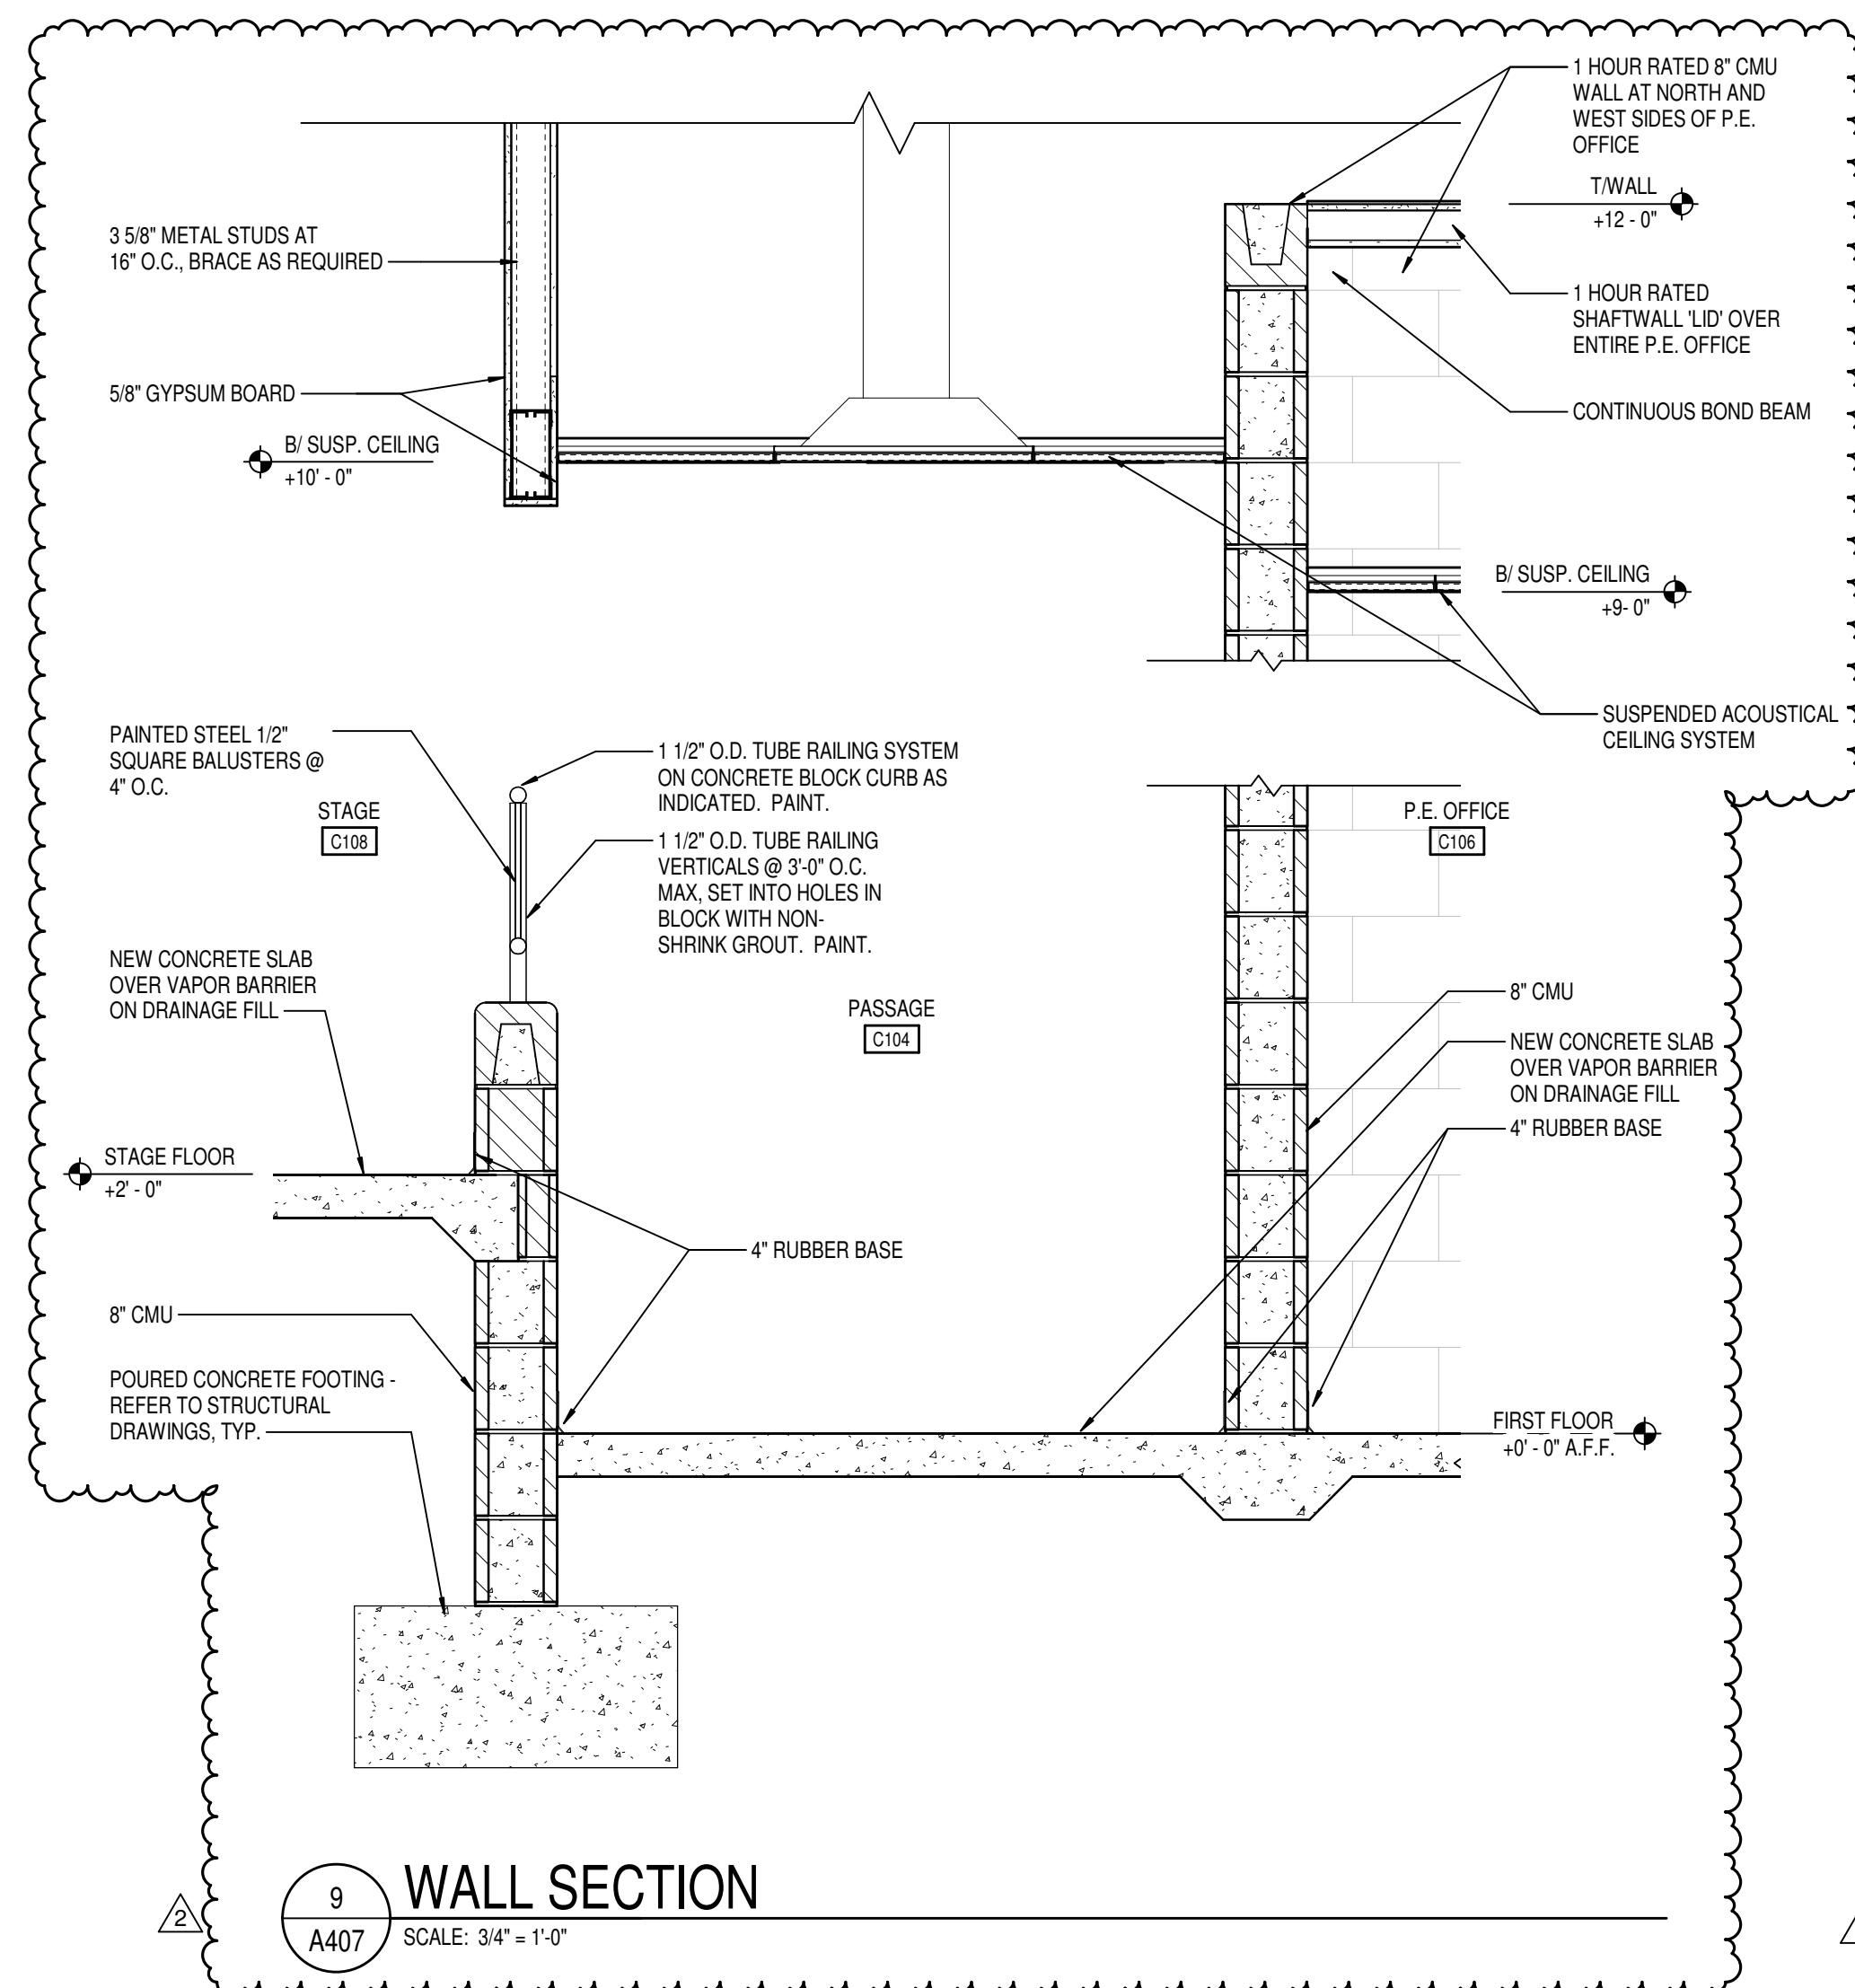 1 HOUR RATED 8" CMU
WALL AT NORTH AND
WEST SIDES OF P.E.
OFFICE
T/WALL
+12 - 0"
3 5/8" METAL STUDS AT
16" O.C., BRACE AS REQUIRED
1 HOUR RATED
SHAFTWALL 'LID' OVER
ENTIRE P.E. OFFICE
5/8" GYPSUM BOARD
CONTINUOUS BOND BEAM
B/ SUSP. CEILING
+10' - 0"
B/ SUSP. CEILING
+9- 0"
SUSPENDED ACOUSTICAL
CEILING SYSTEM
PAINTED STEEL 1/2"
SQUARE BALUSTERS @
4" O.C.
STAGE
C108
1 1/2" O.D. TUBE RAILING SYSTEM
ON CONCRETE BLOCK CURB AS
INDICATED. PAINT.
1 1/2" O.D. TUBE RAILING
VERTICALS @ 3'-0" O.C.
MAX, SET INTO HOLES IN
BLOCK WITH NON-
SHRINK GROUT. PAINT.
P.E. OFFICE
C106
NEW CONCRETE SLAB
OVER VAPOR BARRIER
ON DRAINAGE FILL
PASSAGE
C104
8" CMU
NEW CONCRETE SLAB
OVER VAPOR BARRIER
ON DRAINAGE FILL
4" RUBBER BASE
STAGE FLOOR
+2' - 0"
4" RUBBER BASE
8" CMU
POURED CONCRETE FOOTING -
REFER TO STRUCTURAL
DRAWINGS, TYP.
FIRST FLOOR
+0' - 0" A.F.F.
2
9
A407
WALL SECTION
SCALE: 3/4" = 1'-0"